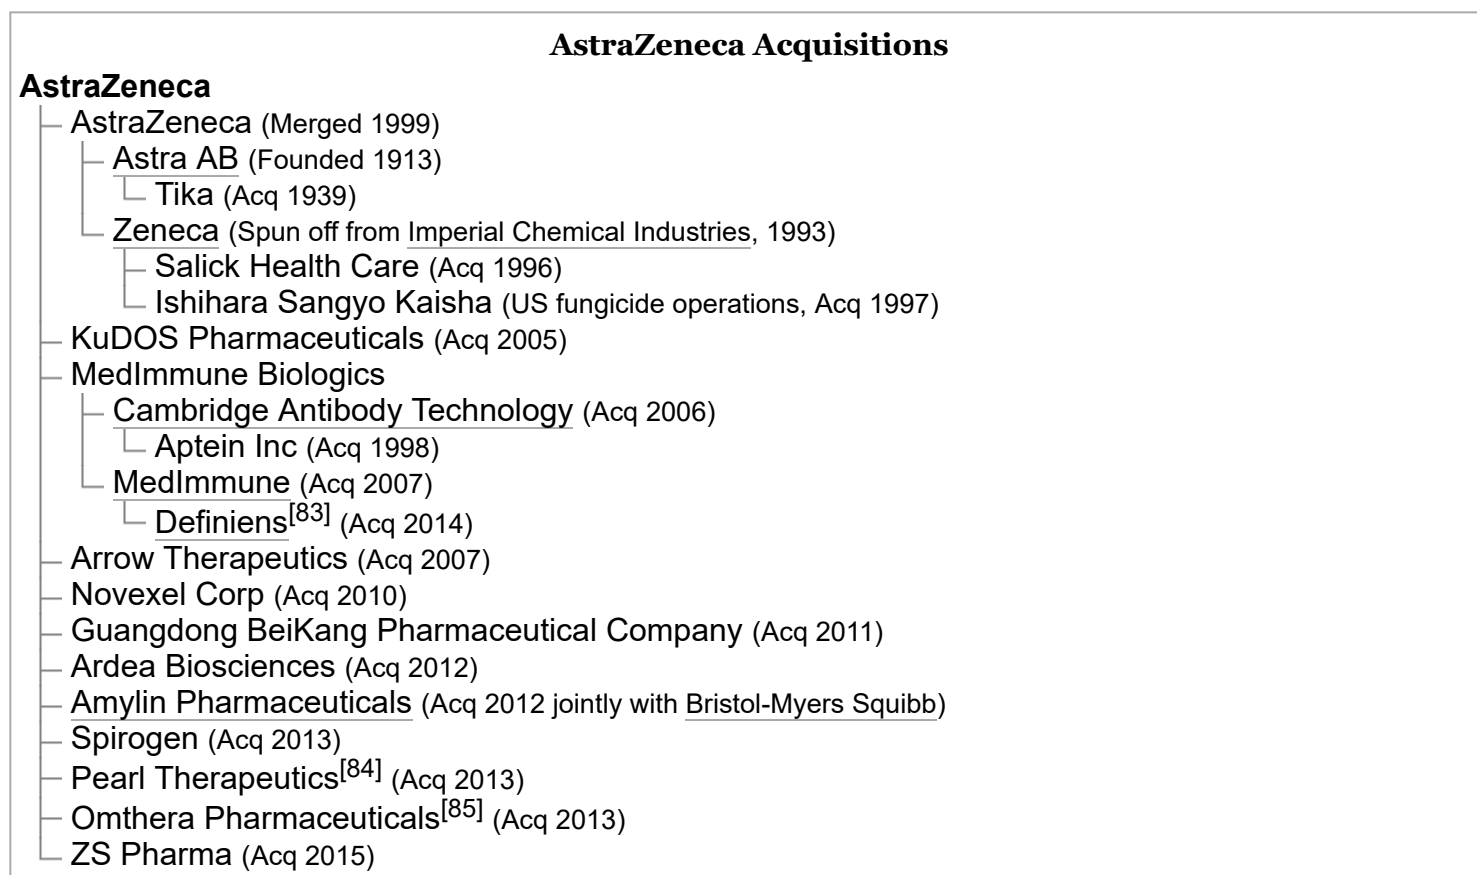 AstraZeneca Acquisitions
AstraZeneca
AstraZeneca (Merged 1999)
Astra AB (Founded 1913)
Tika (Acq 1939)
Zeneca (Spun off from Imperial Chemical Industries, 1993)
Salick Health Care (Acq 1996)
Ishihara Sangyo Kaisha (US fungicide operations, Acq 1997)
KuDOS Pharmaceuticals (Acq 2005)
MedImmune Biologics
Cambridge Antibody Technology (Acq 2006)
Aptein Inc (Acq 1998)
MedImmune (Acq 2007)
Definiens[83] (Acq 2014)
Arrow Therapeutics (Acq 2007)
Novexel Corp (Acq 2010)
Guangdong BeiKang Pharmaceutical Company (Acq 2011)
Ardea Biosciences (Acq 2012)
Amylin Pharmaceuticals (Acq 2012 jointly with Bristol-Myers Squibb)
Spirogen (Acq 2013)
Pearl Therapeutics[84] (Acq 2013)
Omthera Pharmaceuticals[85] (Acq 2013)
ZS Pharma (Acq 2015)